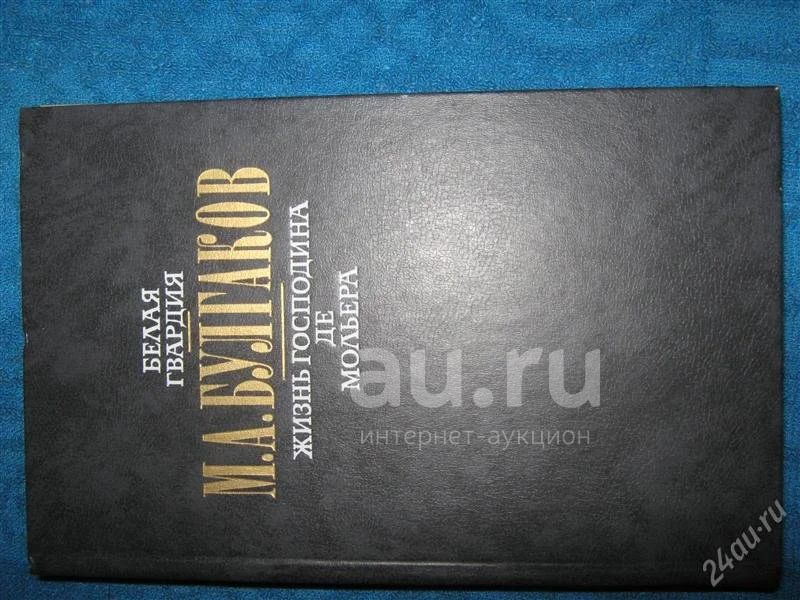 БЕЛАЯ
ГВАРДИЯ
М.А.БУЛГАКОВ
ЖИЗНЬ ГОСПОДИНА
ДЕ
МОЛЬЕРА
au.ru
интернет-аукцион
24au.ru